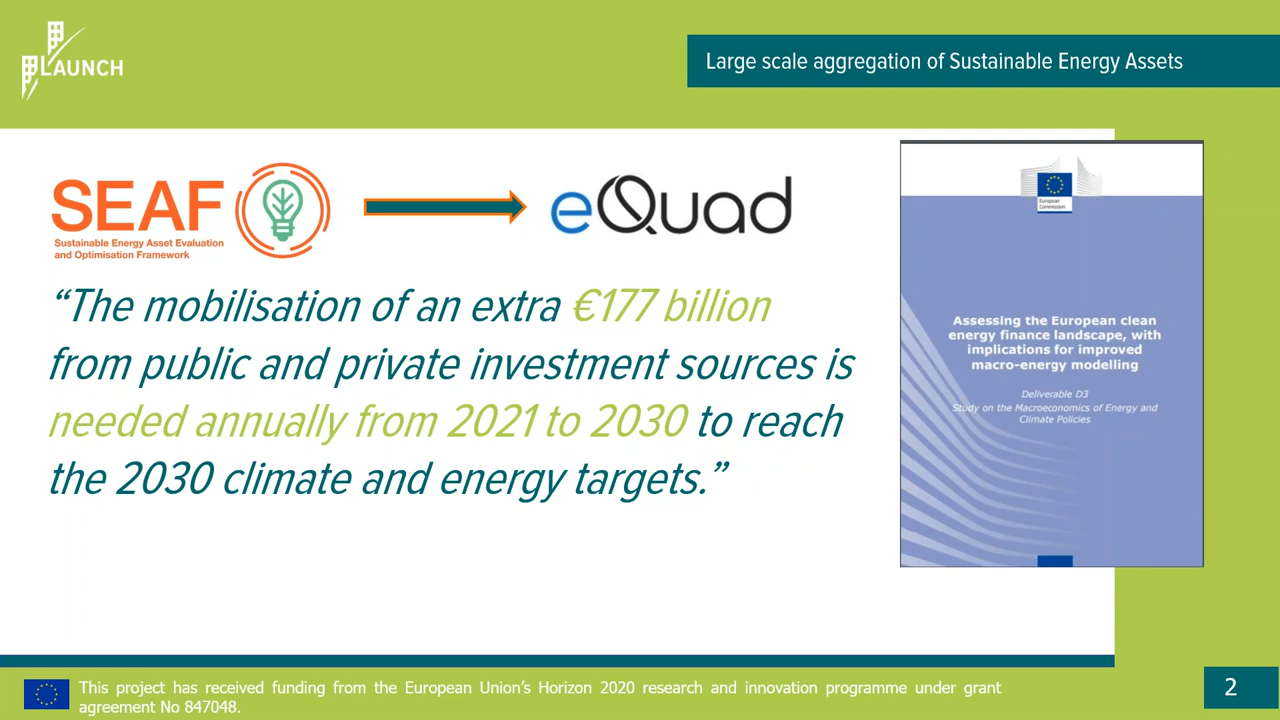 LAUNCH
Large scale aggregation of Sustainable Energy Assets
SEAF
Sustainable Energy Asset Evaluation
and Optimisation Framework
eQuad
“The mobilisation of an extra €177 billion
from public and private investment sources is
needed annually from 2021 to 2030 to reach
the 2030 climate and energy targets.”
European
Commission
Assessing the European clean
energy finance landscape, with
implications for improved
macro-energy modelling
Deliverable D3
Study on the Macroeconomics of Energy and
Climate Policies
This project has received funding from the European Union’s Horizon 2020 research and innovation programme under grant
agreement No 847048.
2